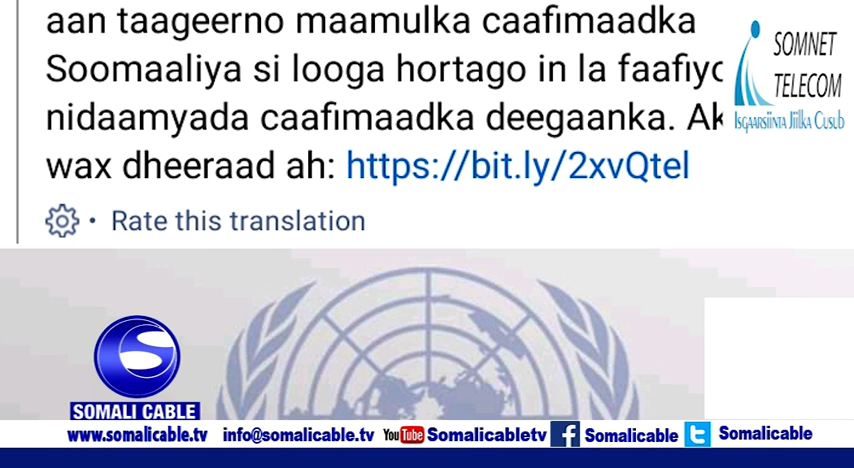 aan taageerno maamulka caafimaadka
Soomaaliya si looga hortago in la
nidaamyada caafimaadka deegaanka.
wax dheeraad ah: https://bit.ly/2xvQtel
• Rate this translation
SOMNET
TELECOM
Isgaarsiinta Jiilka Cusub
SOMALI CABLE
www.somalicable.tv info@somalicable.tv YouTube Somalicabletv f Somalicable t Somalicable